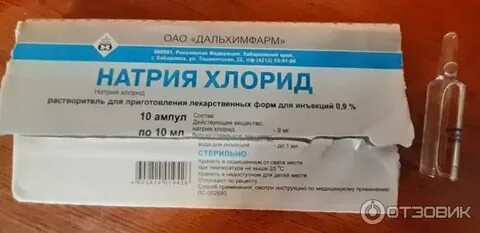 ОАО «ДАЛЬХИМФАРМ»
680001, Российская Федерация, Хабаровский край,
г. Хабаровск, ул. Ташкентская, 22
НАТРИЯ ХЛОРИД
Натрия хлорид
растворитель для приготовления лекарственных форм для инъекций 0,9 %
10 ампул
по 10 мл
Состав
Действующее вещество:
натрия хлорид - 9 мг
вода для инъекций - до 1 мл
СТЕРИЛЬНО
Хранить в защищенном от света месте
при температуре не выше 25 °С
Хранить в недоступном для детей месте
Отпускают по рецепту
Способ применения: смотри инструкцию по медицинскому применению
ОТЗОВИК